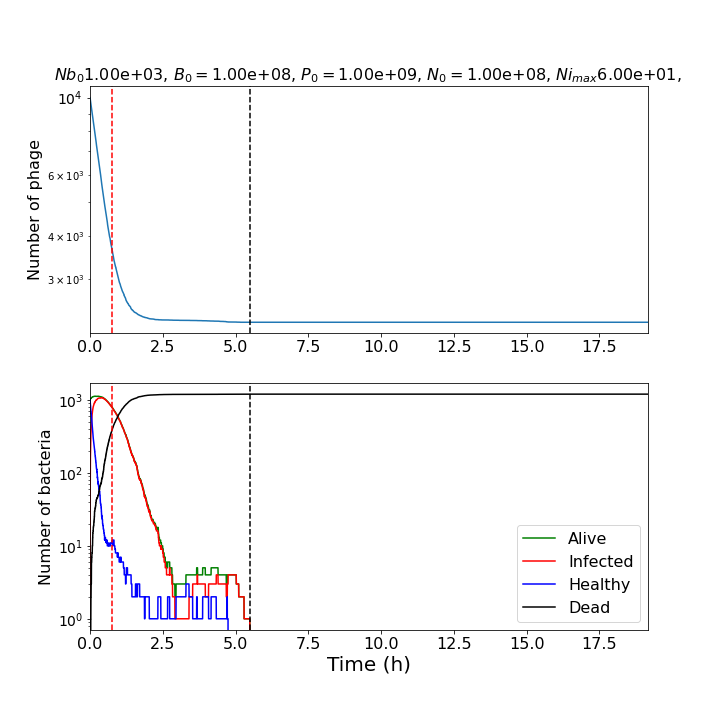 Nb₀1.00e+03, B₀ = 1.00e+08, P₀ = 1.00e+09, N₀ = 1.00e+08, Niₘₐₓ6.00e+01,
Number of phage
10⁴
6 × 10³
4 × 10³
3 × 10³
0.0 2.5 5.0 7.5 10.0 12.5 15.0 17.5
Number of bacteria
10³
10²
10¹
10⁰
Alive
Infected
Healthy
Dead
0.0 2.5 5.0 7.5 10.0 12.5 15.0 17.5
Time (h)